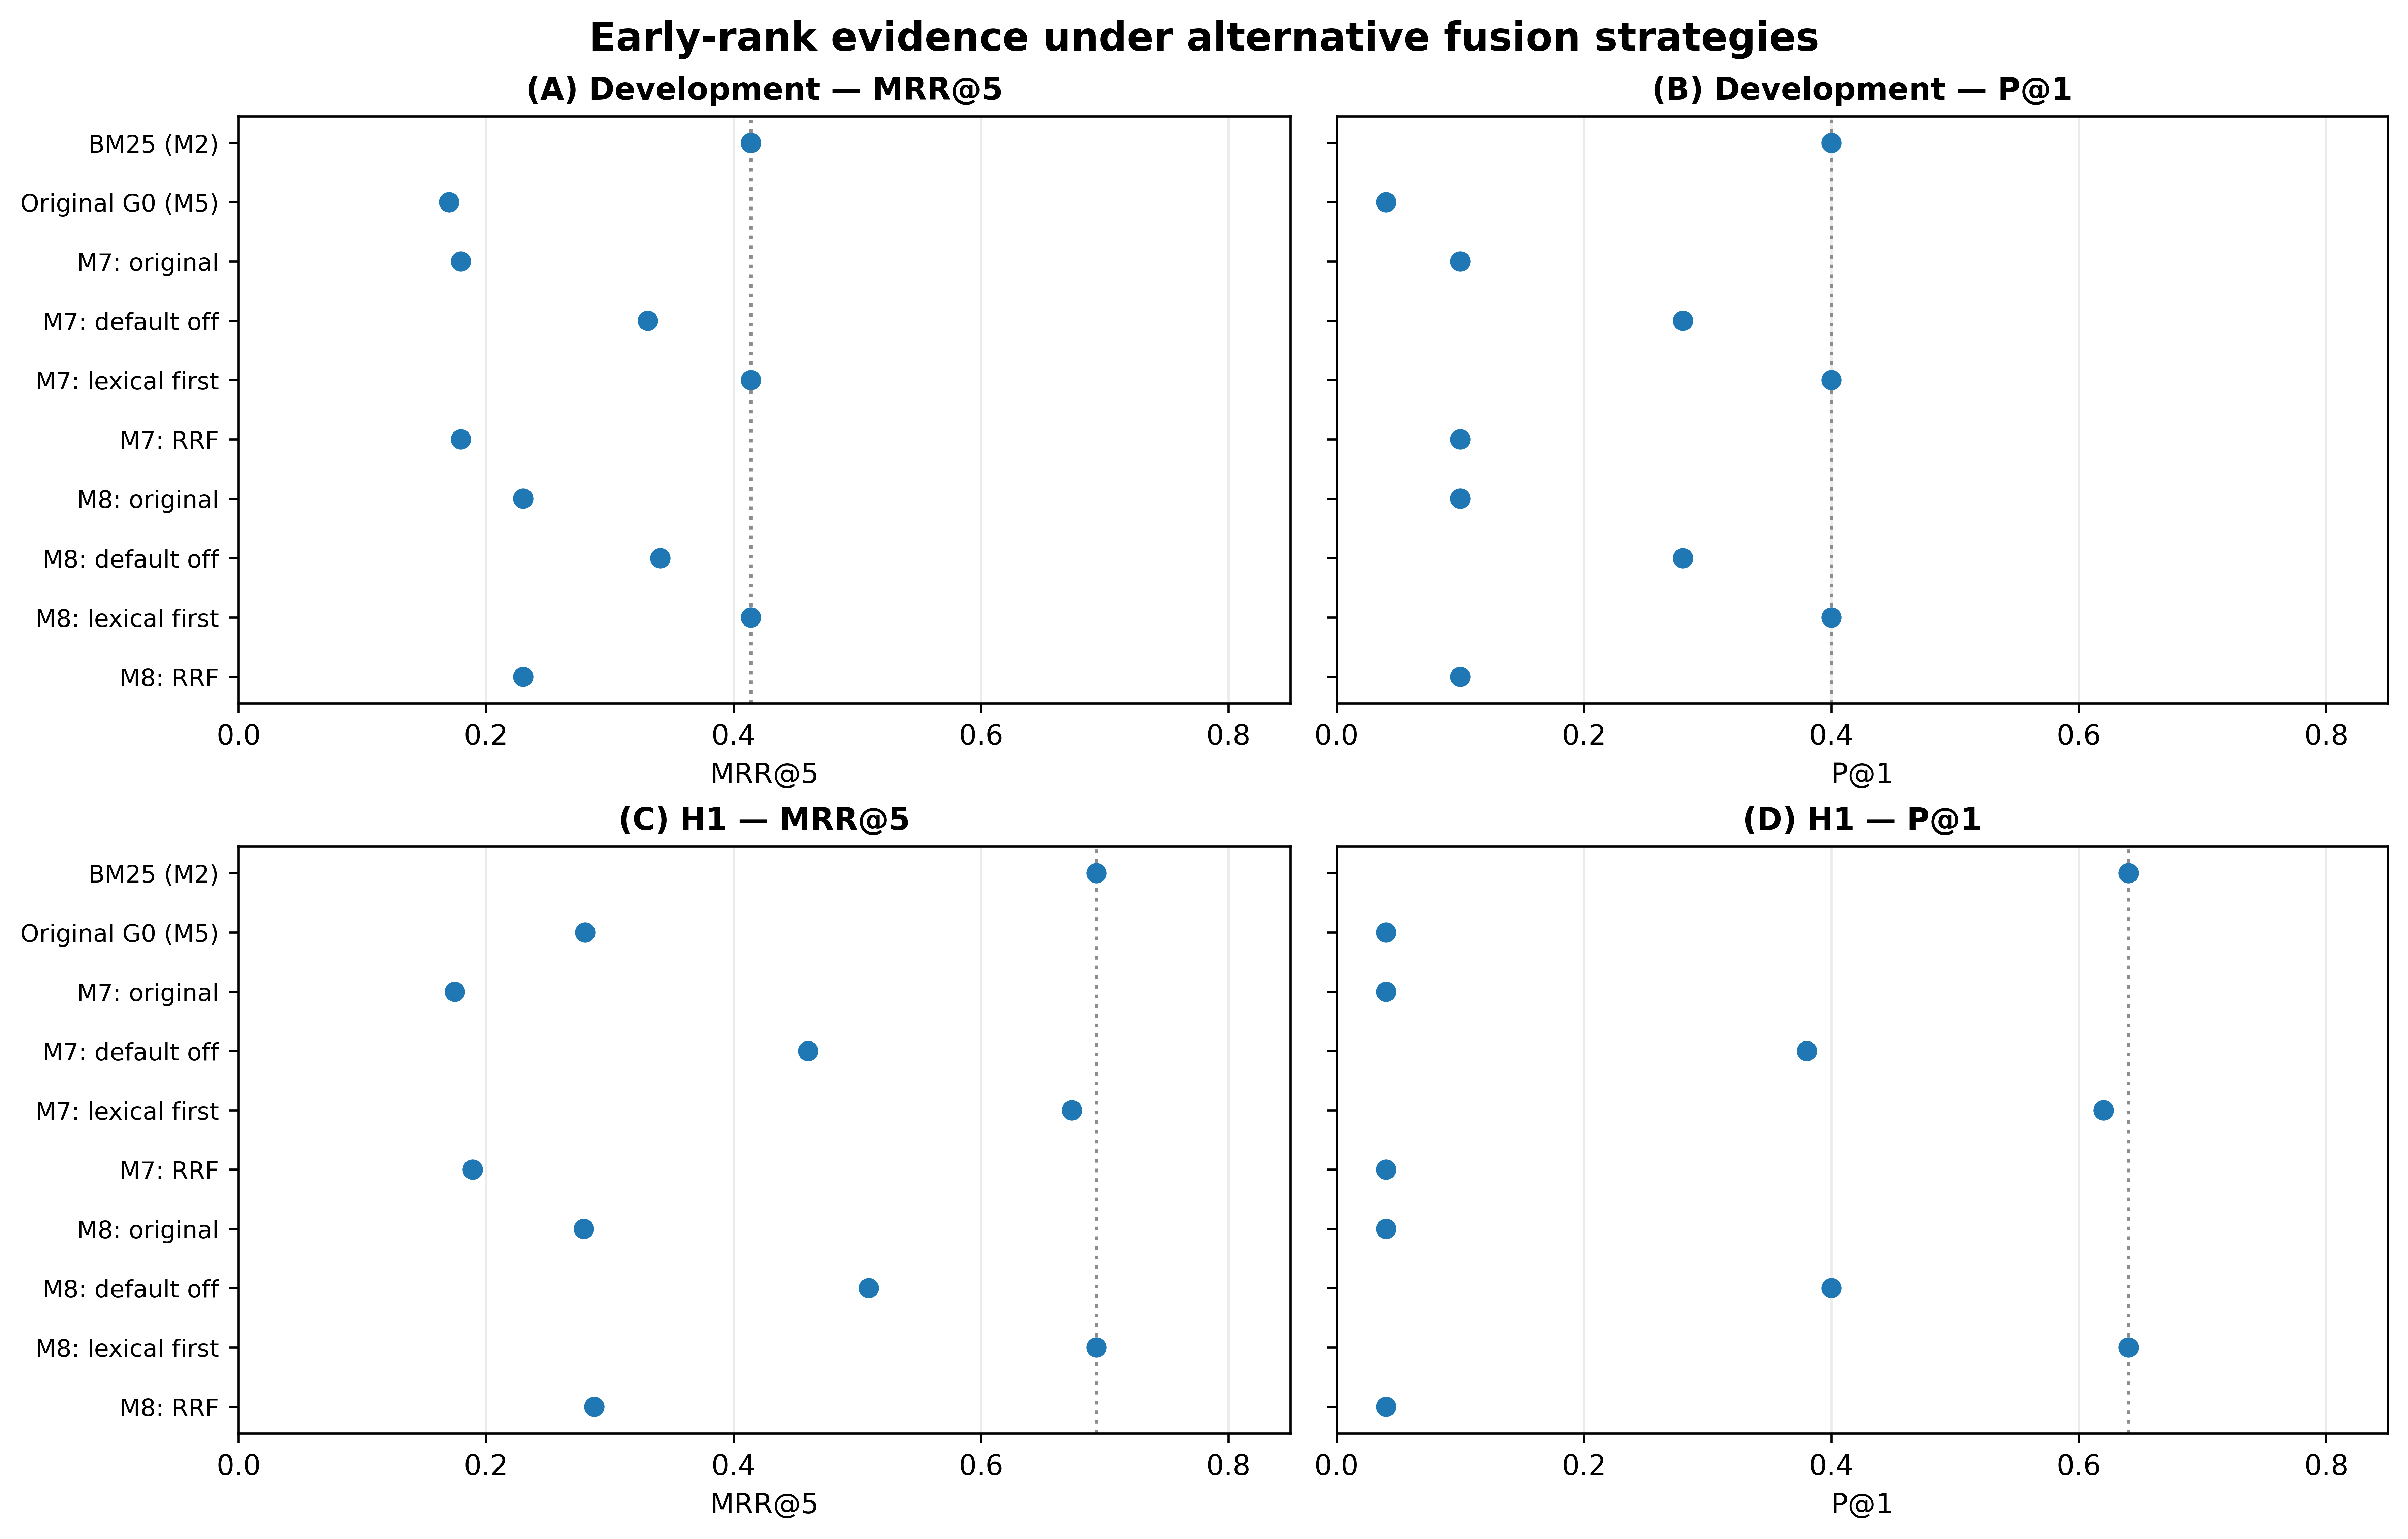 Early-rank evidence under alternative fusion strategies
(A) Development — MRR@5
BM25 (M2)
Original G0 (M5)
M7: original
M7: default off
M7: lexical first
M7: RRF
M8: original
M8: default off
M8: lexical first
M8: RRF
0.0 0.2 0.4 0.6 0.8
MRR@5
(B) Development — P@1
0.0 0.2 0.4 0.6 0.8
P@1
(C) H1 — MRR@5
BM25 (M2)
Original G0 (M5)
M7: original
M7: default off
M7: lexical first
M7: RRF
M8: original
M8: default off
M8: lexical first
M8: RRF
0.0 0.2 0.4 0.6 0.8
MRR@5
(D) H1 — P@1
0.0 0.2 0.4 0.6 0.8
P@1